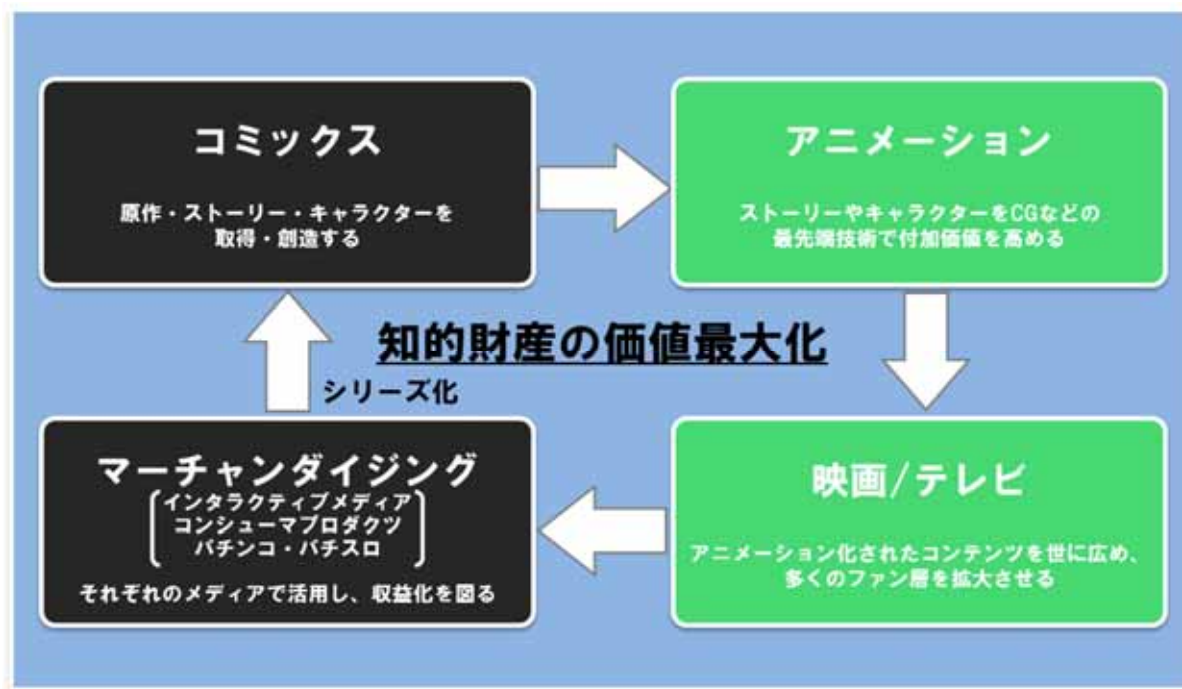 コミックス
原作・ストーリー・キャラクターを
取得・創造する
アニメーション
ストーリーやキャラクターをCGなどの
最先端技術で付加価値を高める
知的財産の価値最大化
シリーズ化
マーチャンダイジング
インタラクティブメディア
コンシューマプロダクツ
パチンコ・パチスロ
それぞれのメディアで活用し、収益化を図る
映画/テレビ
アニメーション化されたコンテンツを世に広め、
多くのファン層を拡大させる